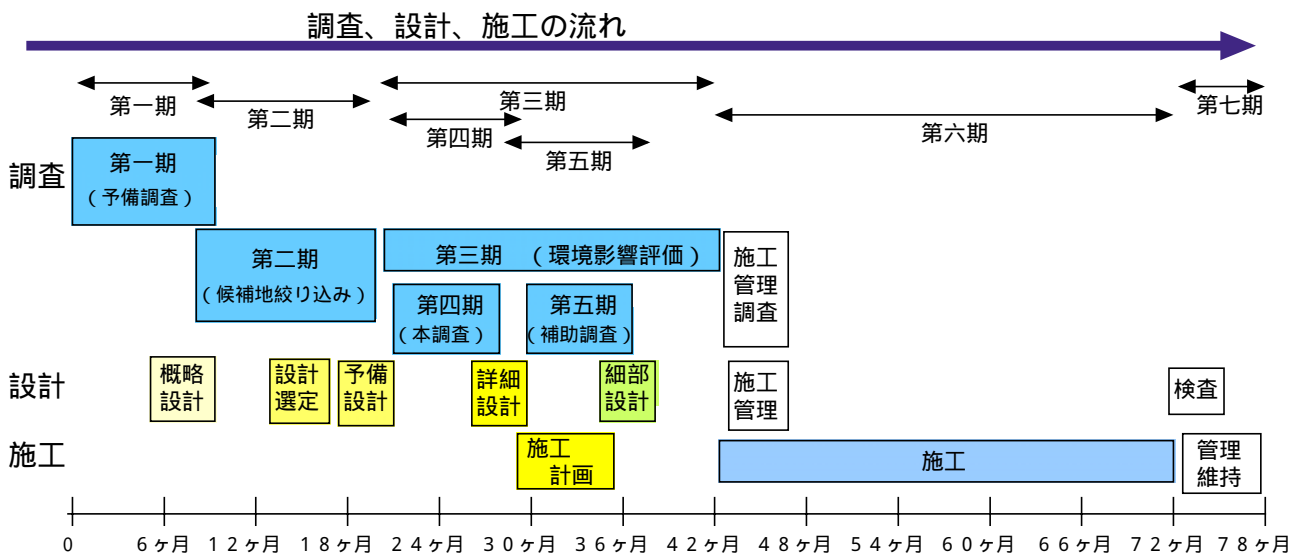 調査、設計、施工の流れ
第一期
第二期
第三期
第四期
第五期
第六期
第七期
調査
第一期
(予備調査)
第二期
(候補地絞り込み)
第三期 (環境影響評価)
第四期
(本調査)
第五期
(補助調査)
施工
管理
調査
設計
概略
設計
設計
選定
予備
設計
詳細
設計
細部
設計
施工
管理
検査
施工
施工
計画
施工
管理
維持
0 6ヶ月 12ヶ月 18ヶ月 24ヶ月 30ヶ月 36ヶ月 42ヶ月 48ヶ月 54ヶ月 60ヶ月 66ヶ月 72ヶ月 78ヶ月